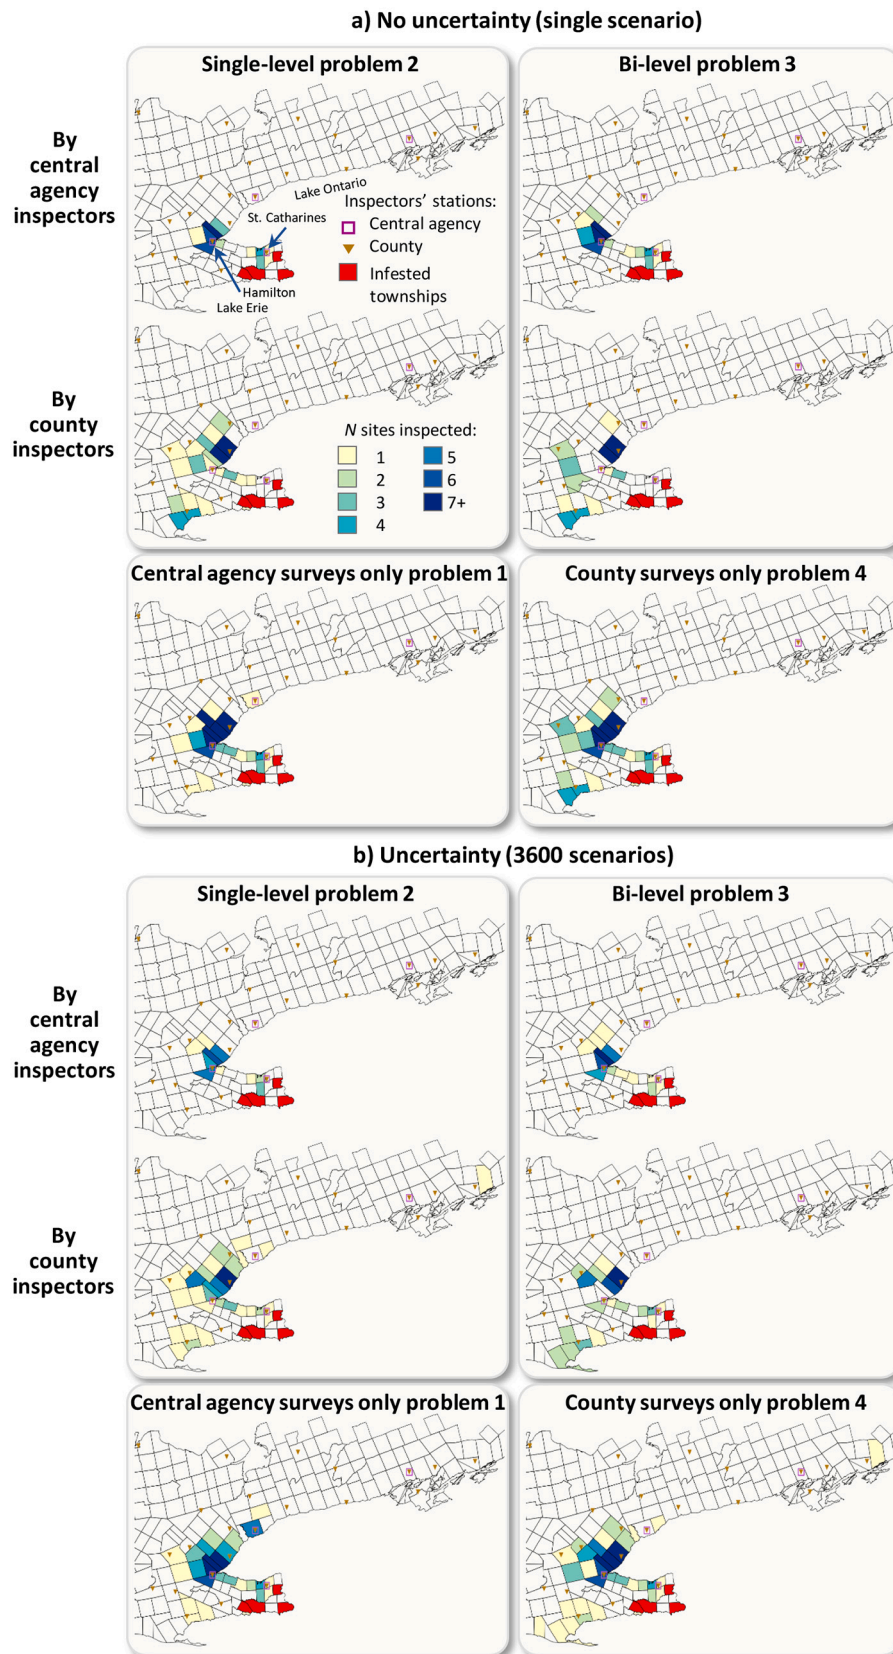 a) No uncertainty (single scenario)
Single-level problem 2
Bi-level problem 3
By
central
agency
inspectors
Lake Ontario
St. Catharines
Hamilton
Lake Erie
Inspectors' stations:
Central agency
County
Infested
townships
By
county
inspectors
N sites inspected:
1
2
3
4
5
6
7+
Central agency surveys only problem 1
County surveys only problem 4
b) Uncertainty (3600 scenarios)
Single-level problem 2
Bi-level problem 3
By
central
agency
inspectors
By
county
inspectors
Central agency surveys only problem 1
County surveys only problem 4